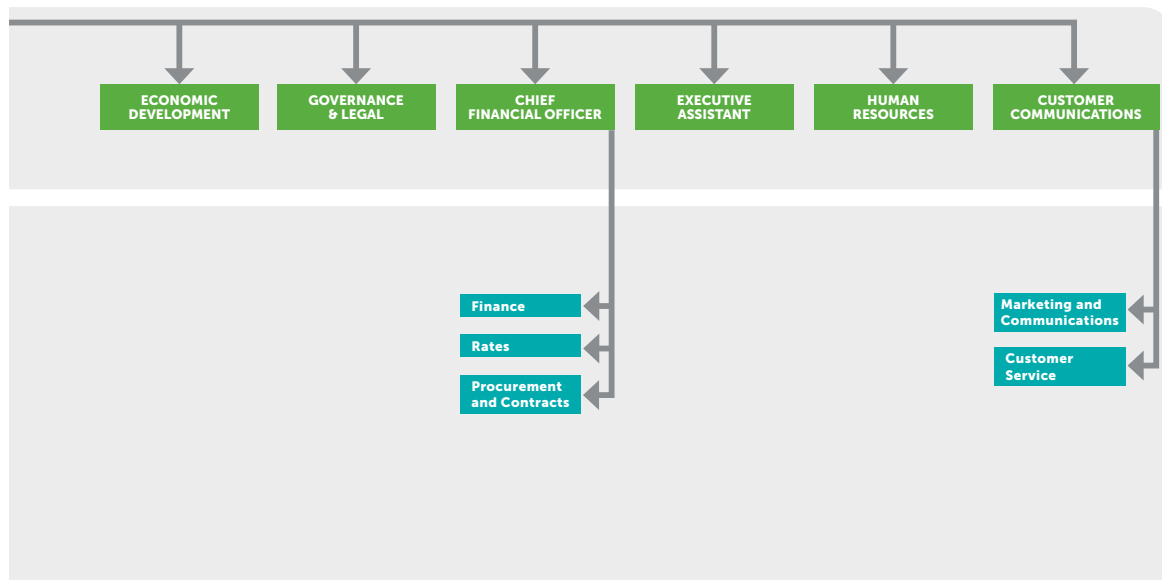 ECONOMIC
DEVELOPMENT
GOVERNANCE
& LEGAL
CHIEF
FINANCIAL OFFICER
EXECUTIVE
ASSISTANT
HUMAN
RESOURCES
CUSTOMER
COMMUNICATIONS
Finance
Rates
Procurement
and Contracts
Marketing and
Communications
Customer
Service